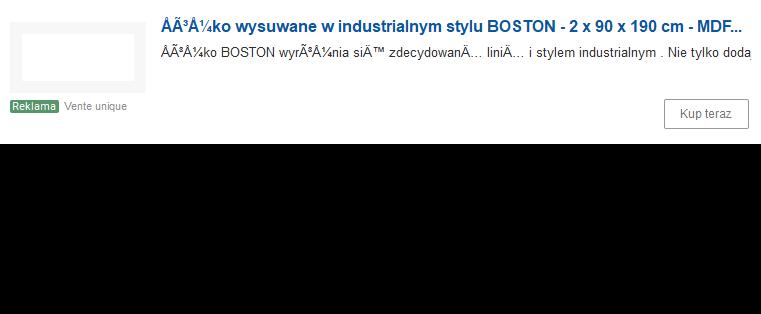 ÅÃ³Å¼ko wysuwane w industrialnym stylu BOSTON - 2 x 90 x 190 cm - MDF...
ÅÃ³Å¼ko BOSTON wyrÃ³Å¼nia siÄ™ zdecydowanÄ… liniÄ… i stylem industrialnym . Nie tylko doda
Reklama Vente unique
Kup teraz